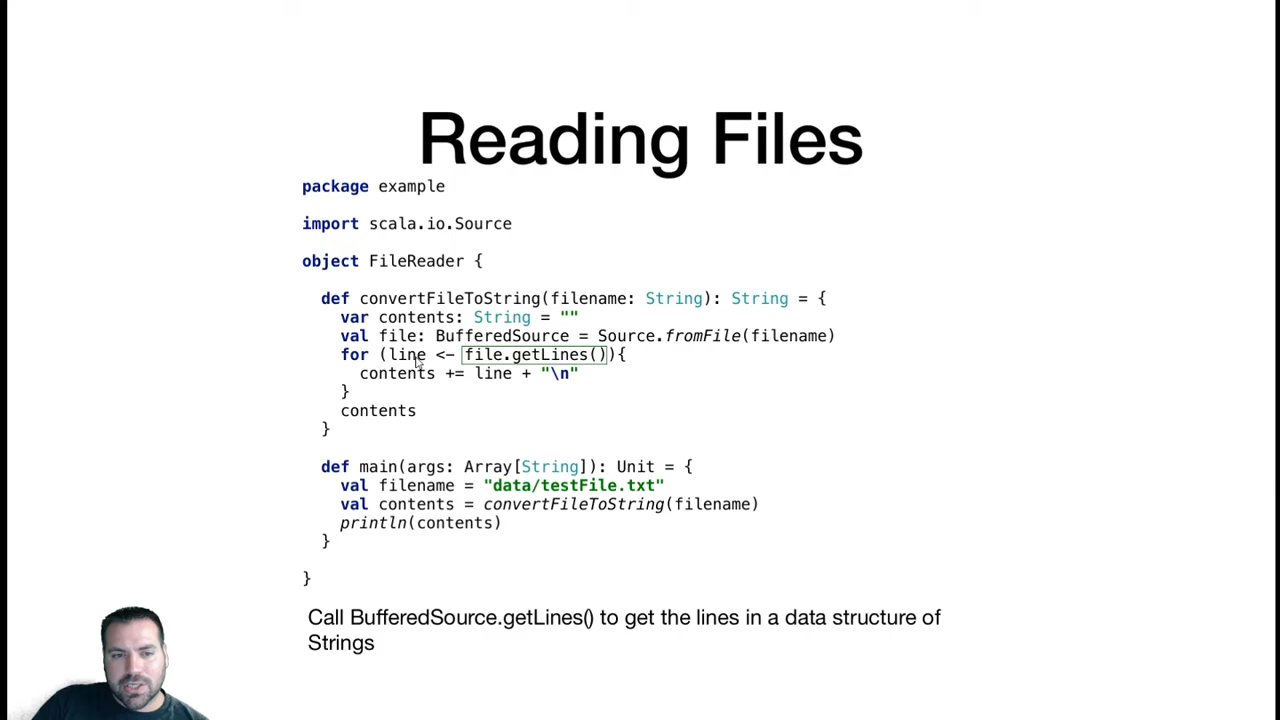 Reading Files
package example
import scala.io.Source
object FileReader {
def convertFileToString(filename: String): String = {
var contents: String = ""
val file: BufferedSource = Source.fromFile(filename)
for (line <- file.getLines()){
contents += line + "\n"
}
contents
}
def main(args: Array[String]): Unit = {
val filename = "data/testFile.txt"
val contents = convertFileToString(filename)
println(contents)
}
}
Call BufferedSource.getLines() to get the lines in a data structure of
Strings